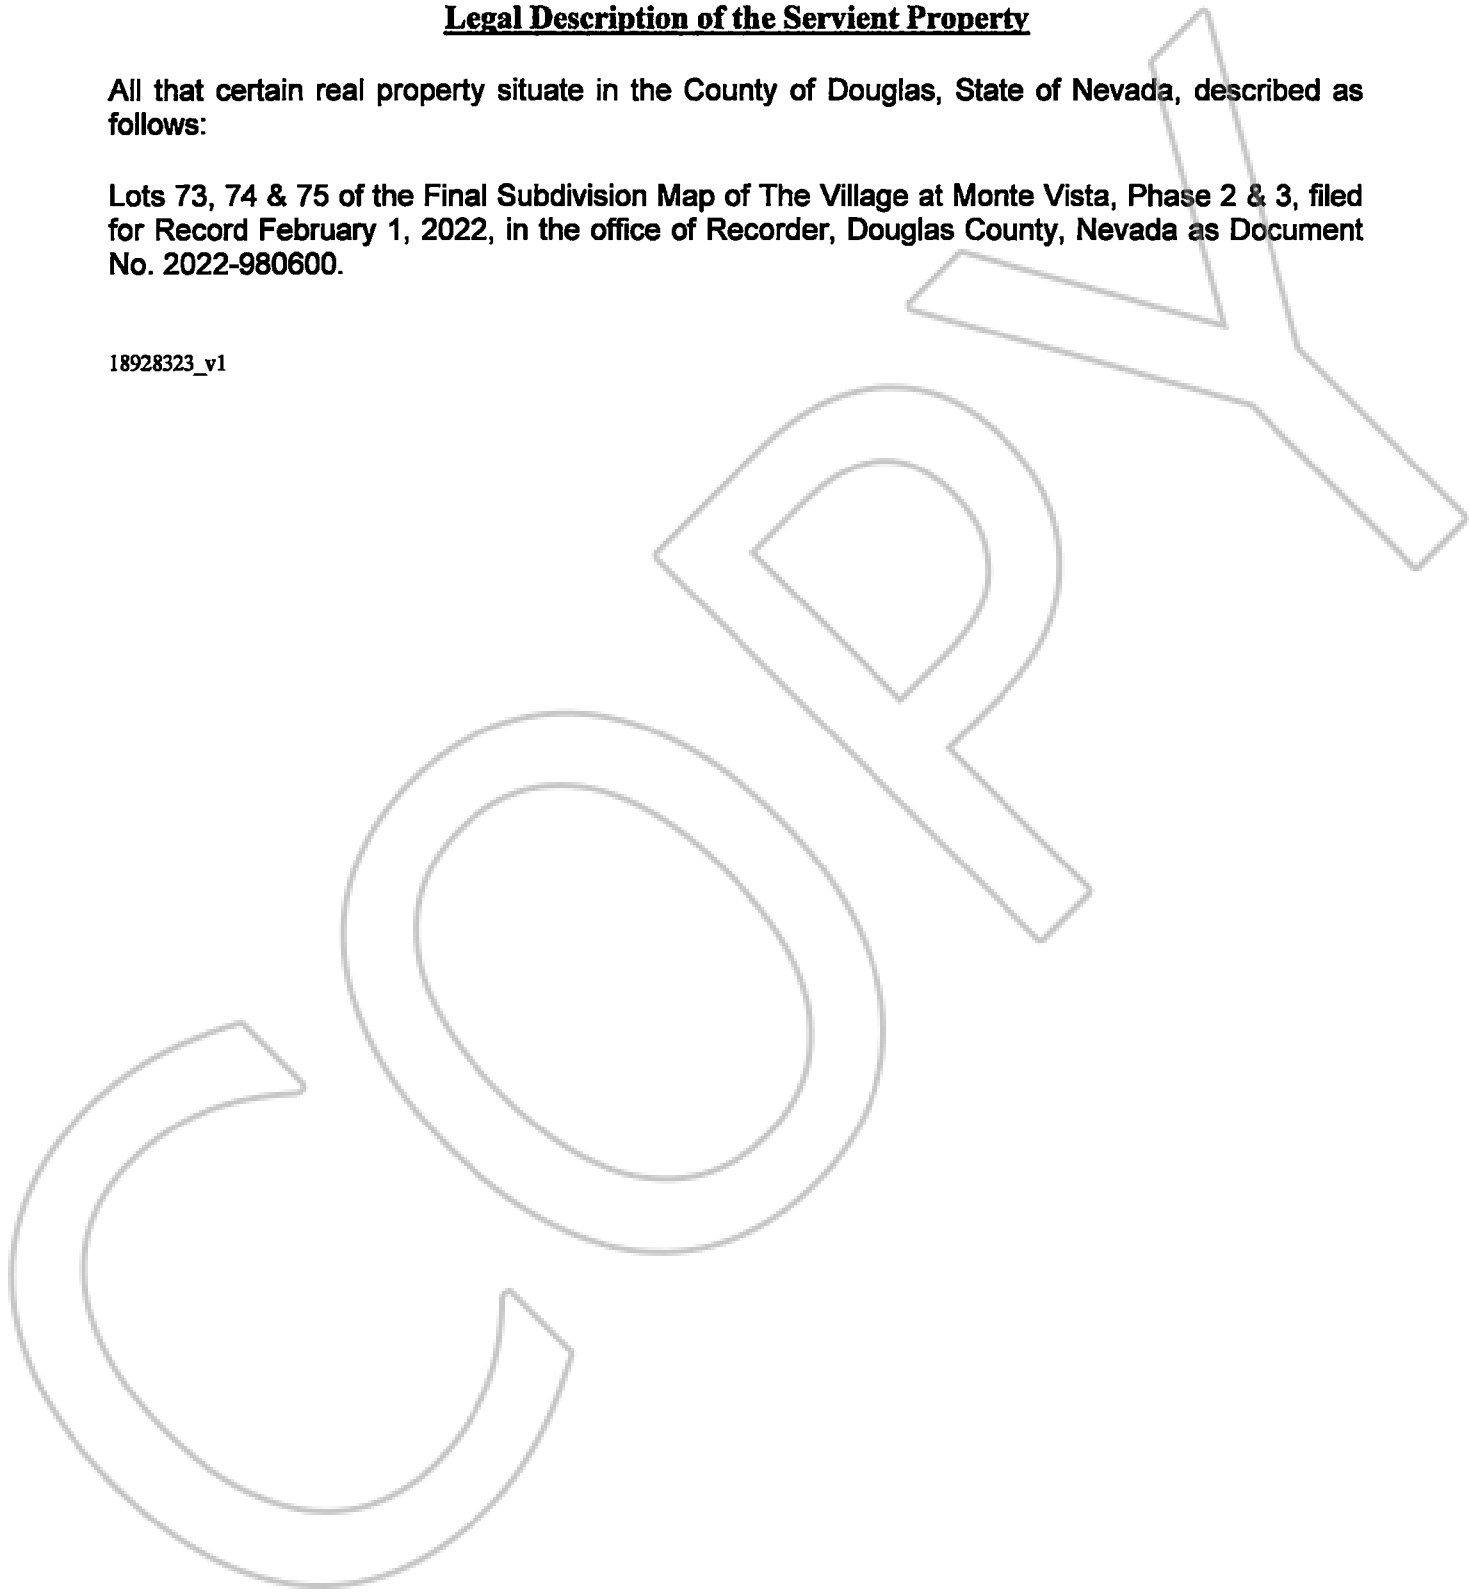 Legal Description of the Servient Property
All that certain real property situate in the County of Douglas, State of Nevada, described as
follows:
Lots 73, 74 & 75 of the Final Subdivision Map of The Village at Monte Vista, Phase 2 & 3, filed
for Record February 1, 2022, in the office of Recorder, Douglas County, Nevada as Document
No. 2022-980600.
18928323_v1
COPY